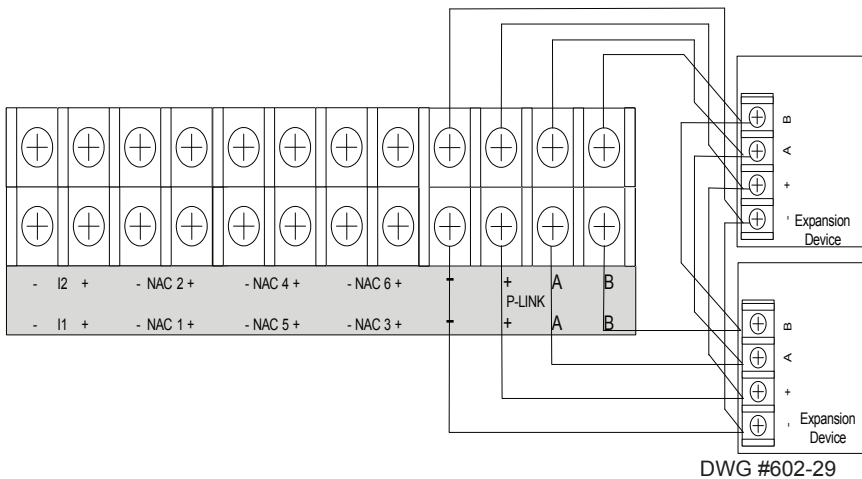 B
A
+
-
Expansion
Device
- I2 + - NAC 2 + - NAC 4 + - NAC 6 + - + A B
P-LINK
- I1 + - NAC 1 + - NAC 5 + - NAC 3 + - + A B
B
A
+
-
Expansion
Device
DWG #602-29